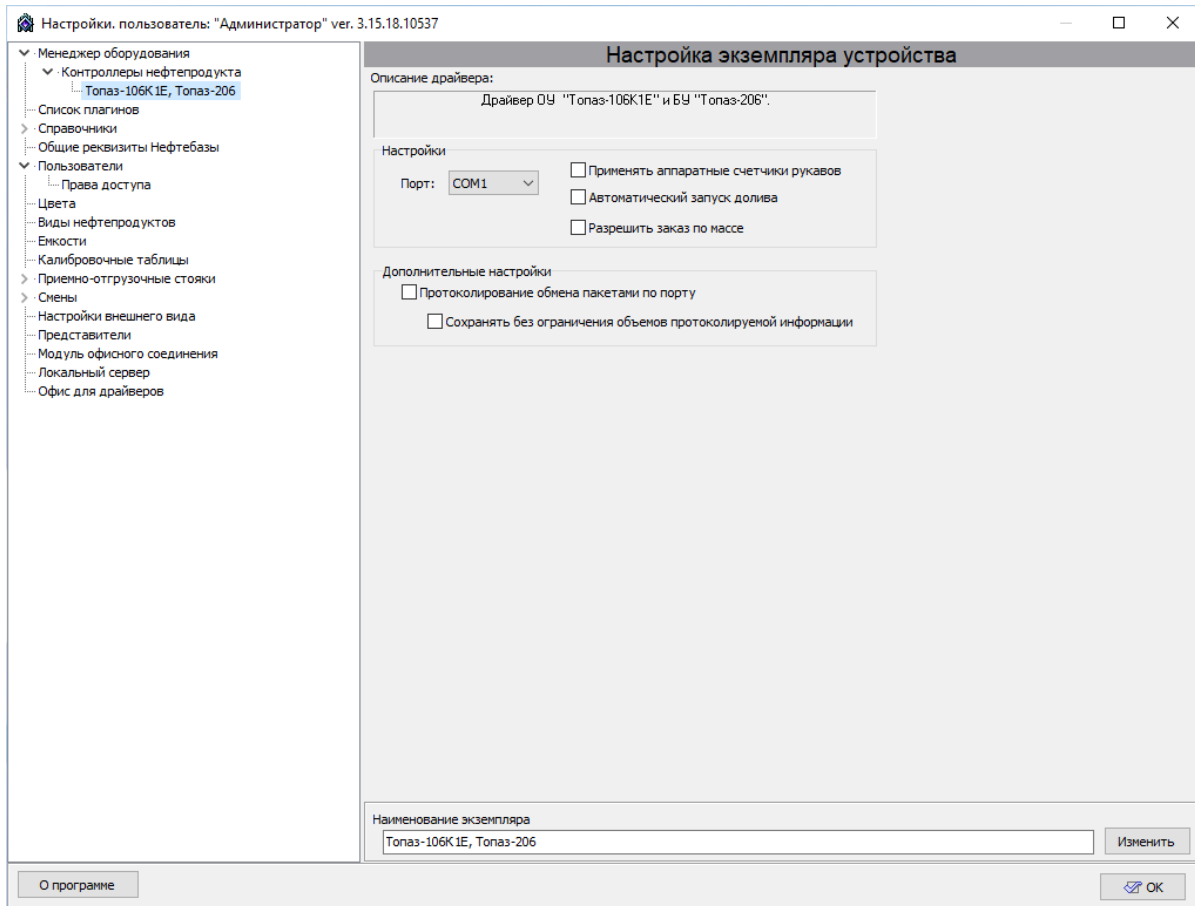 Настройки. пользователь: "Администратор" ver. 3.15.18.10537
Менеджер оборудования
Контроллеры нефтепродукта
Топаз-106К1Е, Топаз-206
Список плагинов
Справочники
Общие реквизиты Нефтебазы
Пользователи
Права доступа
Цвета
Виды нефтепродуктов
Емкости
Калибровочные таблицы
Приемно-отгрузочные стояки
Смены
Настройки внешнего вида
Представители
Модуль офисного соединения
Локальный сервер
Офис для драйверов
Настройка экземпляра устройства
Описание драйвера:
Драйвер ОУ "Топаз-106К1Е" и БУ "Топаз-206".
Настройки
Порт: COM1
Применять аппаратные счетчики рукавов
Автоматический запуск долива
Разрешить заказ по массе
Дополнительные настройки
Протоколирование обмена пакетами по порту
Сохранять без ограничения объемов протоколируемой информации
Наименование экземпляра
Топаз-106К1Е, Топаз-206
Изменить
О программе
OK